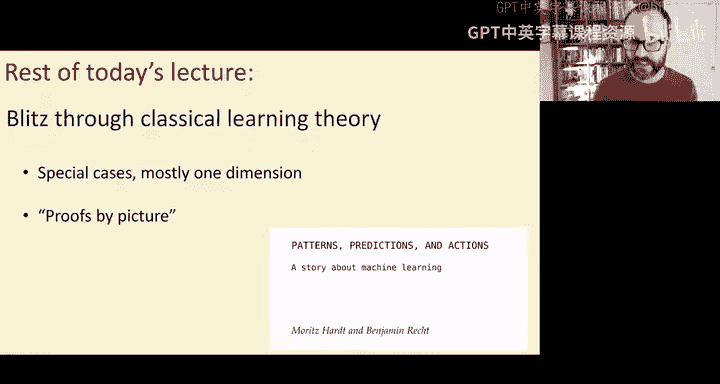 GPT中英字幕课程资源
Rest of today's lecture:
Blitz through classical learning theory
• Special cases, mostly one dimension
• "Proofs by picture"
PATTERNS, PREDICTIONS, AND ACTIONS
A story about machine learning
Moritz Hardt and Benjamin Recht